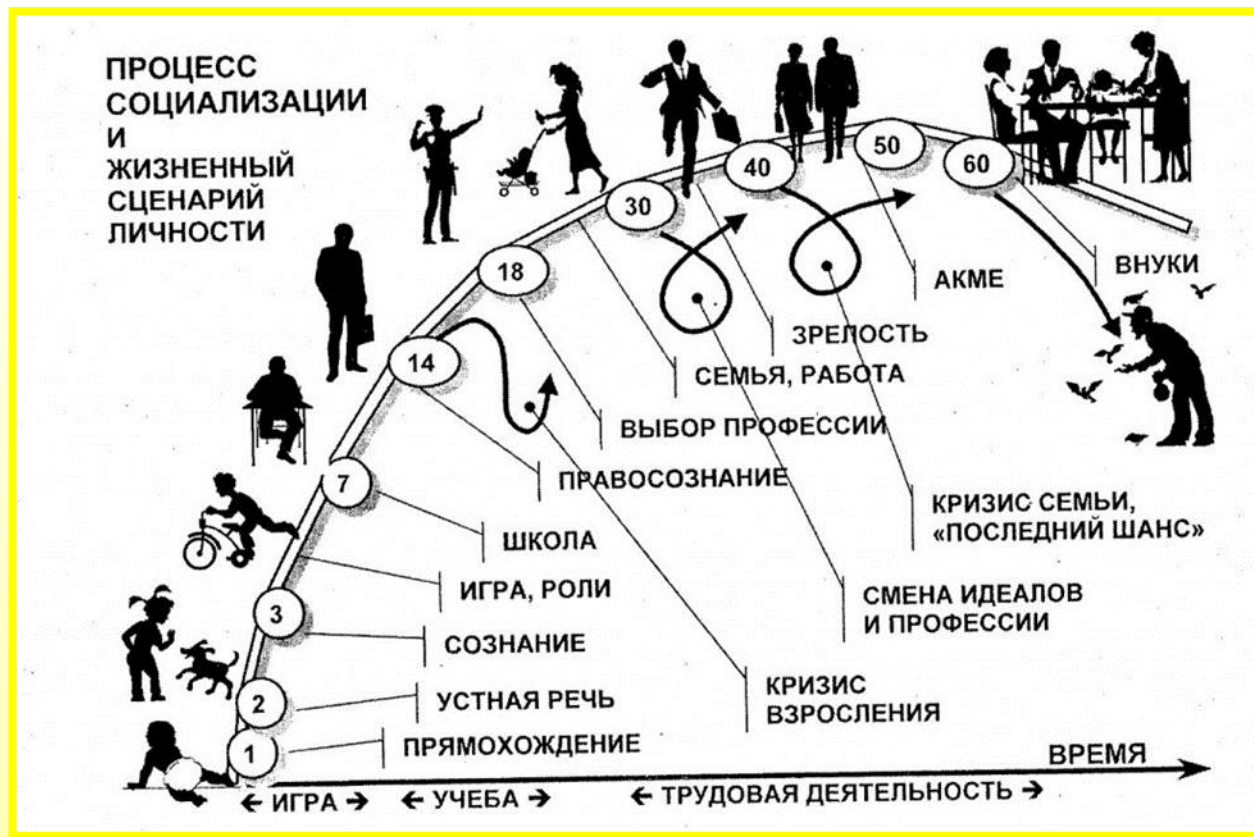 ПРОЦЕСС
СОЦИАЛИЗАЦИИ
И
ЖИЗНЕННЫЙ
СЦЕНАРИЙ
ЛИЧНОСТИ
50
40
60
30
18
14
7
3
2
1
ВНУКИ
АКМЕ
ЗРЕЛОСТЬ
СЕМЬЯ, РАБОТА
ВЫБОР ПРОФЕССИИ
ПРАВОСОЗНАНИЕ
КРИЗИС СЕМЬИ,
«ПОСЛЕДНИЙ ШАНС»
ШКОЛА
ИГРА, РОЛИ
СМЕНА ИДЕАЛОВ
И ПРОФЕССИИ
СОЗНАНИЕ
КРИЗИС
ВЗРОСЛЕНИЯ
УСТНАЯ РЕЧЬ
ПРЯМОХОЖДЕНИЕ
ВРЕМЯ
← ИГРА → ← УЧЕБА → ← ТРУДОВАЯ ДЕЯТЕЛЬНОСТЬ →